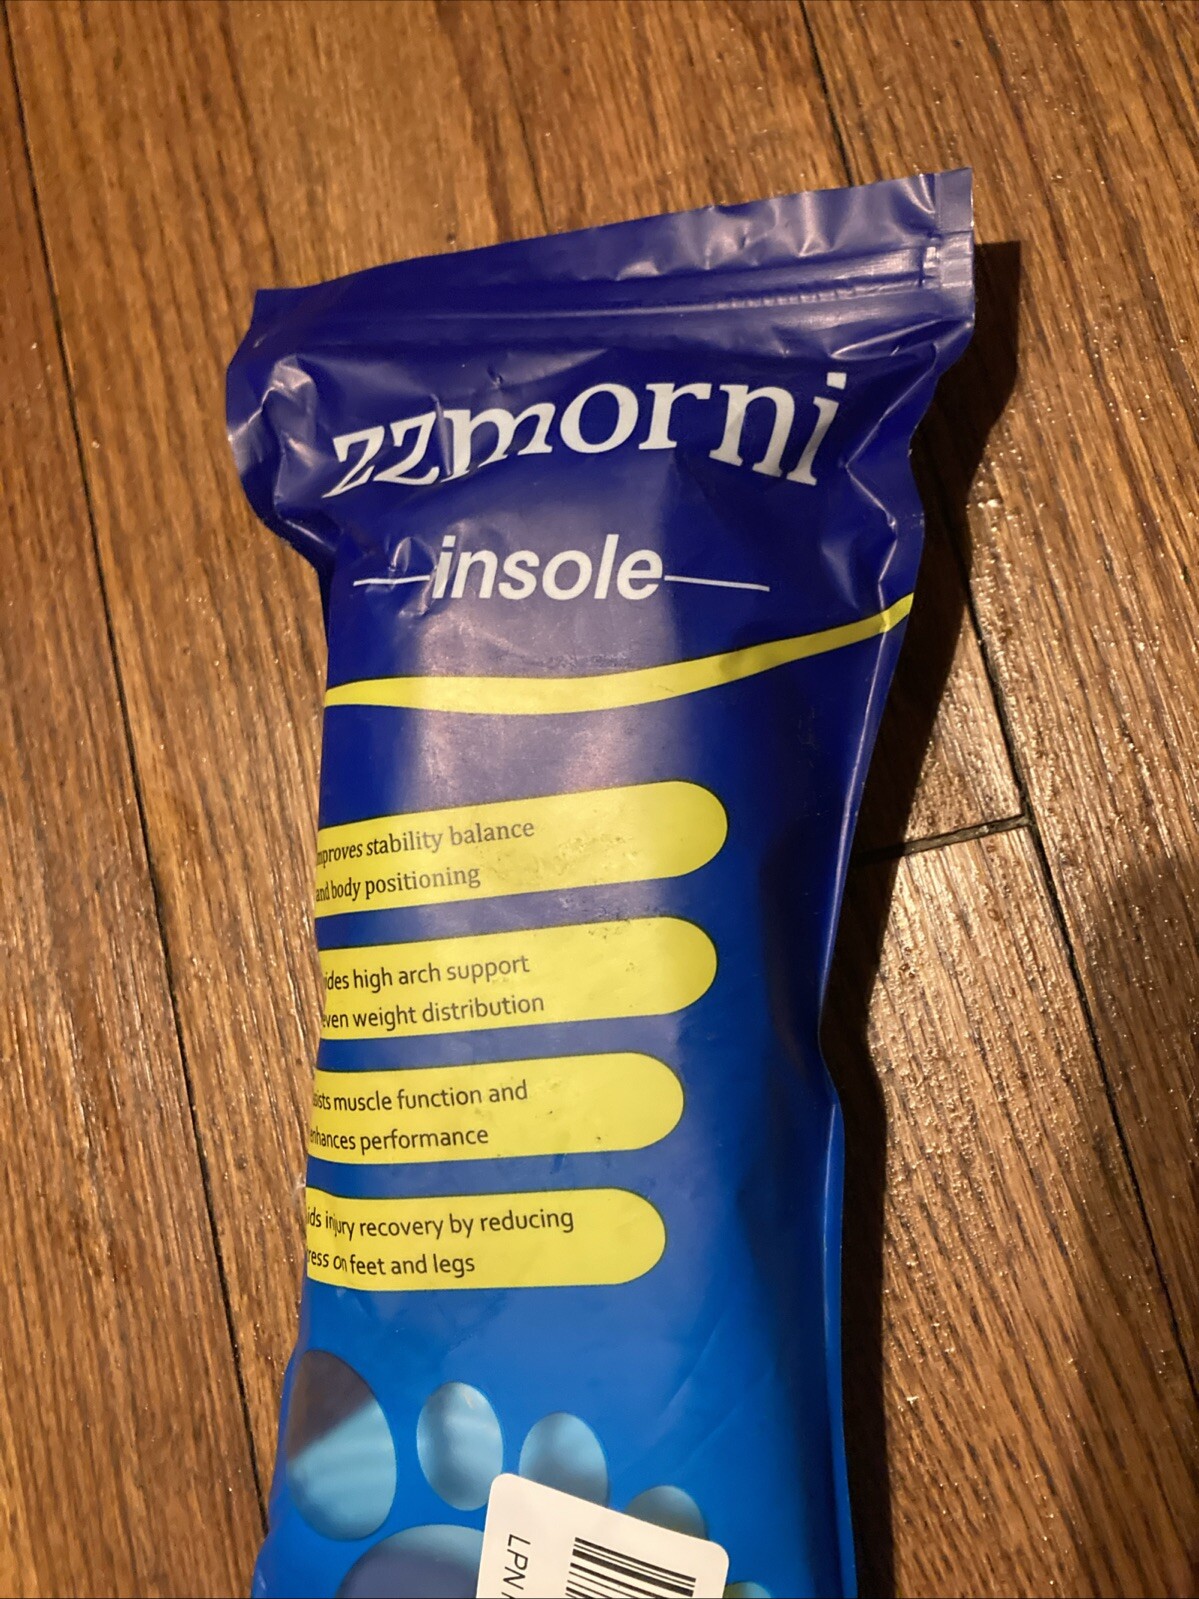 zzmorni
insole
mproves stability balance
and body positioning
ides high arch support
even weight distribution
sists muscle function and
enhances performance
ids injury recovery by reducing
ress on feet and legs
LPN